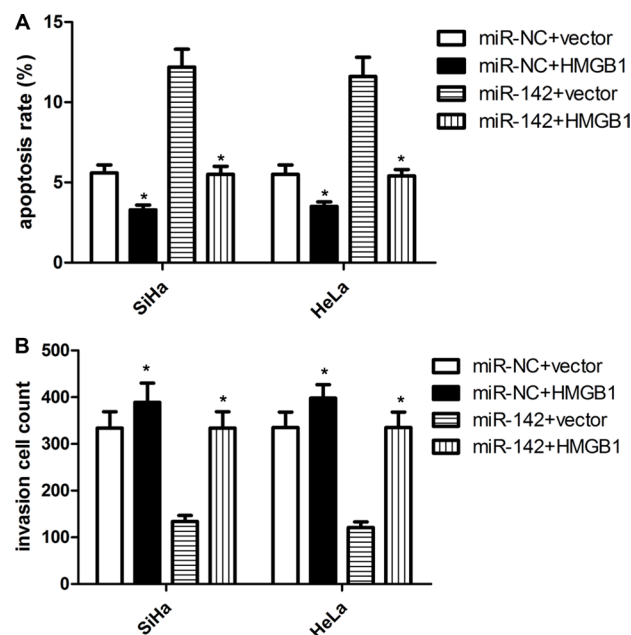 A
apoptosis rate (%)
15
10
5
0
*
*
*
*
SiHa
HeLa
miR-NC+vector
miR-NC+HMGB1
miR-142+vector
miR-142+HMGB1
B
invasion cell count
500
400
300
200
100
0
*
*
*
*
SiHa
HeLa
miR-NC+vector
miR-NC+HMGB1
miR-142+vector
miR-142+HMGB1